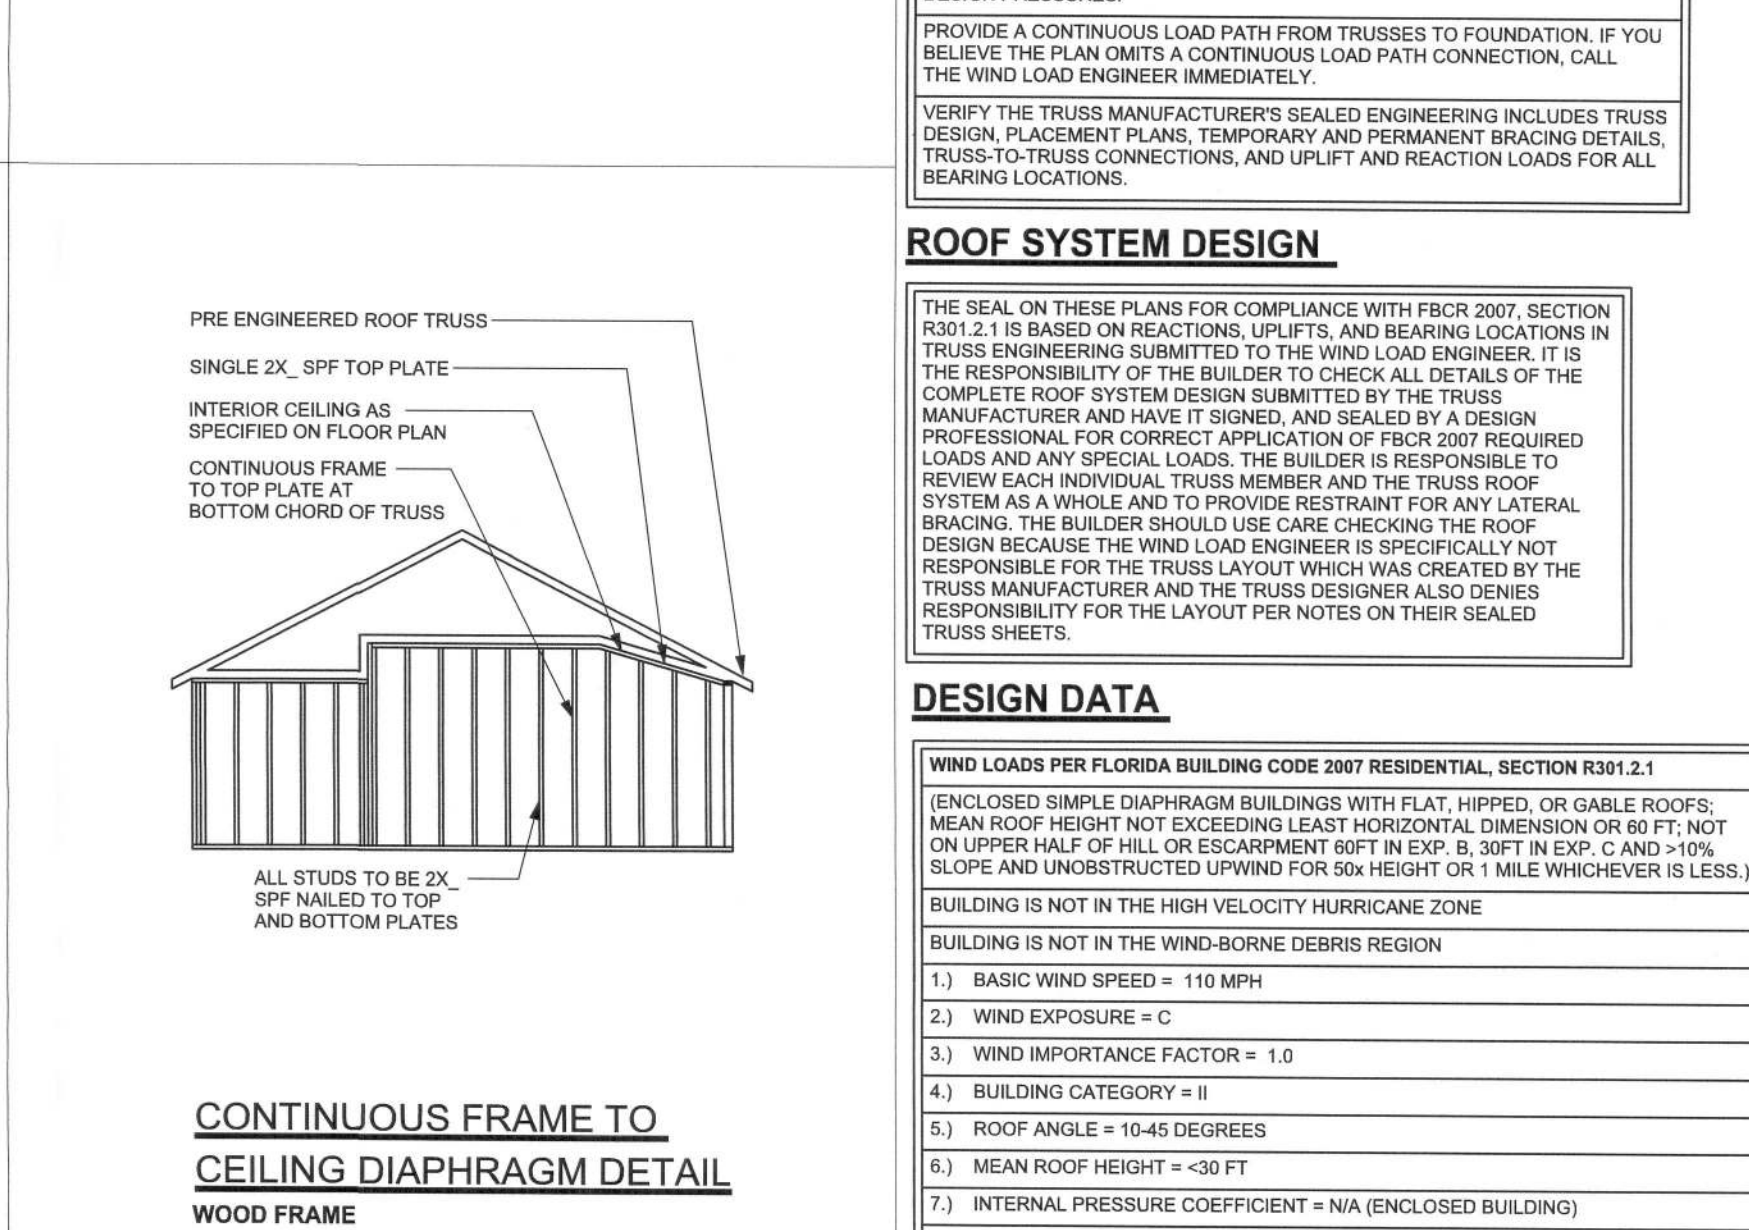 PRE ENGINEERED ROOF TRUSS
SINGLE 2X_ SPF TOP PLATE
INTERIOR CEILING AS
SPECIFIED ON FLOOR PLAN
CONTINUOUS FRAME
TO TOP PLATE AT
BOTTOM CHORD OF TRUSS
ALL STUDS TO BE 2X_
SPF NAILED TO TOP
AND BOTTOM PLATES
CONTINUOUS FRAME TO
CEILING DIAPHRAGM DETAIL
WOOD FRAME
PROVIDE A CONTINUOUS LOAD PATH FROM TRUSSES TO FOUNDATION. IF YOU
BELIEVE THE PLAN OMITS A CONTINUOUS LOAD PATH CONNECTION, CALL
THE WIND LOAD ENGINEER IMMEDIATELY.
VERIFY THE TRUSS MANUFACTURER'S SEALED ENGINEERING INCLUDES TRUSS
DESIGN, PLACEMENT PLANS, TEMPORARY AND PERMANENT BRACING DETAILS,
TRUSS-TO-TRUSS CONNECTIONS, AND UPLIFT AND REACTION LOADS FOR ALL
BEARING LOCATIONS.
ROOF SYSTEM DESIGN
THE SEAL ON THESE PLANS FOR COMPLIANCE WITH FBCR 2007, SECTION
R301.2.1 IS BASED ON REACTIONS, UPLIFTS, AND BEARING LOCATIONS IN
TRUSS ENGINEERING SUBMITTED TO THE WIND LOAD ENGINEER. IT IS
THE RESPONSIBILITY OF THE BUILDER TO CHECK ALL DETAILS OF THE
COMPLETE ROOF SYSTEM DESIGN SUBMITTED BY THE TRUSS
MANUFACTURER AND HAVE IT SIGNED, AND SEALED BY A DESIGN
PROFESSIONAL FOR CORRECT APPLICATION OF FBCR 2007 REQUIRED
LOADS AND ANY SPECIAL LOADS. THE BUILDER IS RESPONSIBLE TO
REVIEW EACH INDIVIDUAL TRUSS MEMBER AND THE TRUSS ROOF
SYSTEM AS A WHOLE AND TO PROVIDE RESTRAINT FOR ANY LATERAL
BRACING. THE BUILDER SHOULD USE CARE CHECKING THE ROOF
DESIGN BECAUSE THE WIND LOAD ENGINEER IS SPECIFICALLY NOT
RESPONSIBLE FOR THE TRUSS LAYOUT WHICH WAS CREATED BY THE
TRUSS MANUFACTURER AND THE TRUSS DESIGNER ALSO DENIES
RESPONSIBILITY FOR THE LAYOUT PER NOTES ON THEIR SEALED
TRUSS SHEETS.
DESIGN DATA
WIND LOADS PER FLORIDA BUILDING CODE 2007 RESIDENTIAL, SECTION R301.2.1
(ENCLOSED SIMPLE DIAPHRAGM BUILDINGS WITH FLAT, HIPPED, OR GABLE ROOFS;
MEAN ROOF HEIGHT NOT EXCEEDING LEAST HORIZONTAL DIMENSION OR 60 FT; NOT
ON UPPER HALF OF HILL OR ESCARPMENT 60FT IN EXP. B, 30FT IN EXP. C AND >10%
SLOPE AND UNOBSTRUCTED UPWIND FOR 50x HEIGHT OR 1 MILE WHICHEVER IS LESS.)
BUILDING IS NOT IN THE HIGH VELOCITY HURRICANE ZONE
BUILDING IS NOT IN THE WIND-BORNE DEBRIS REGION
1.) BASIC WIND SPEED = 110 MPH
2.) WIND EXPOSURE = C
3.) WIND IMPORTANCE FACTOR = 1.0
4.) BUILDING CATEGORY = II
5.) ROOF ANGLE = 10-45 DEGREES
6.) MEAN ROOF HEIGHT = <30 FT
7.) INTERNAL PRESSURE COEFFICIENT = N/A (ENCLOSED BUILDING)